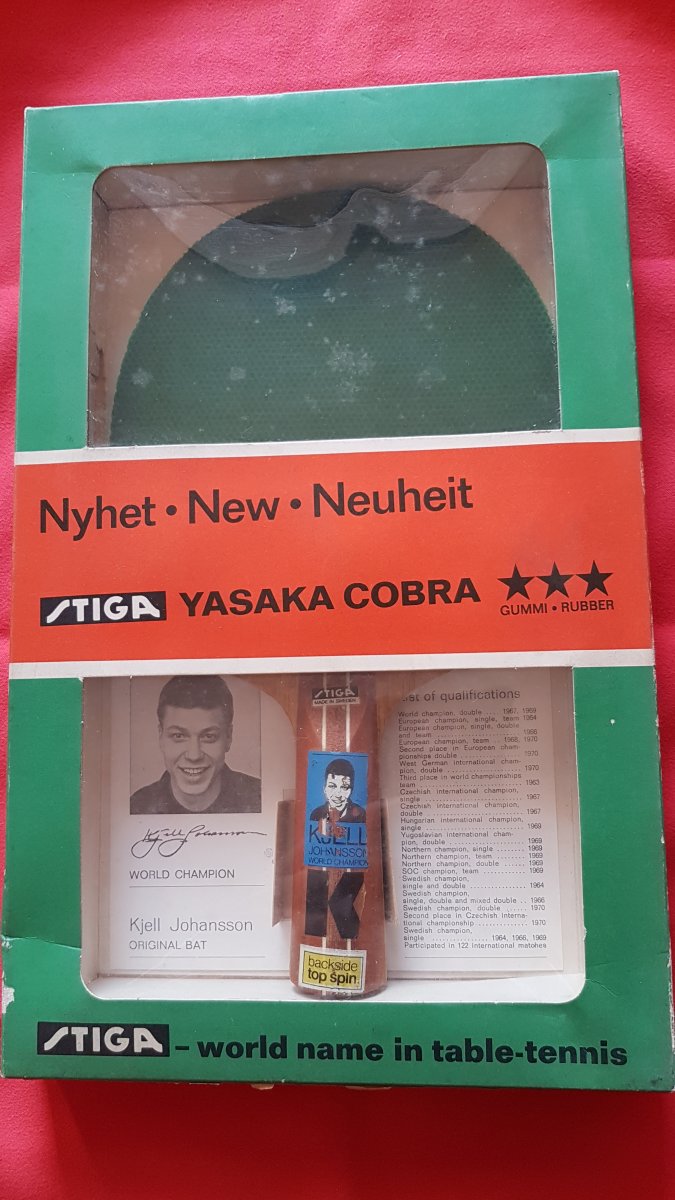 Nyhet • New • Neuheit
STIGA YASAKA COBRA ★★★
GUMMI • RUBBER
Kjell Johansson
WORLD CHAMPION
Kjell Johansson
ORIGINAL BAT
STIGA
MADE IN SWEDEN
KJELL
JOHANSSON
WORLD CHAMPION
K
backside
top spin
List of qualifications
World champion, double ... 1967, 1969
European champion, single, team 1964
European champion, single, double
and team ... 1966
European champion, team . 1968, 1970
Second place in European cham-
pionships double ... 1970
West German international cham-
pion, double ... 1970
Third place in world championships
team ... 1963
Czechish international champion,
single ... 1967
Czechish international champion,
double ... 1967
Hungarian international champion,
single ... 1969
Yugoslavian international cham-
pion, double ... 1969
Northern champion, single ... 1969
Northern champion, team ... 1969
Northern champion, double ... 1969
SOC champion, team ... 1969
Swedish champion,
single and double ... 1964
Swedish champion,
single, double and mixed double .. 1966
Swedish champion, double ... 1970
Second place in Czechish interna-
tional championship ... 1970
Swedish champion,
single ... 1964, 1966, 1969
Participated in 122 international matches
STIGA – world name in table-tennis